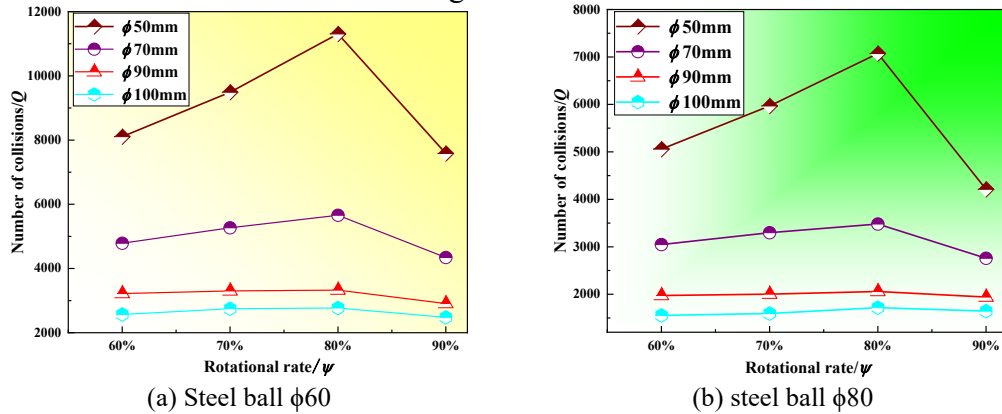 ϕ50mm
ϕ70mm
ϕ90mm
ϕ100mm
12000
10000
8000
6000
4000
2000
Number of collisions/Q
60% 70% 80% 90%
Rotational rate/ψ
(a) Steel ball ϕ60
ϕ50mm
ϕ70mm
ϕ90mm
ϕ100mm
8000
7000
6000
5000
4000
3000
2000
Number of collisions/Q
60% 70% 80% 90%
Rotational rate/ψ
(b) steel ball ϕ80